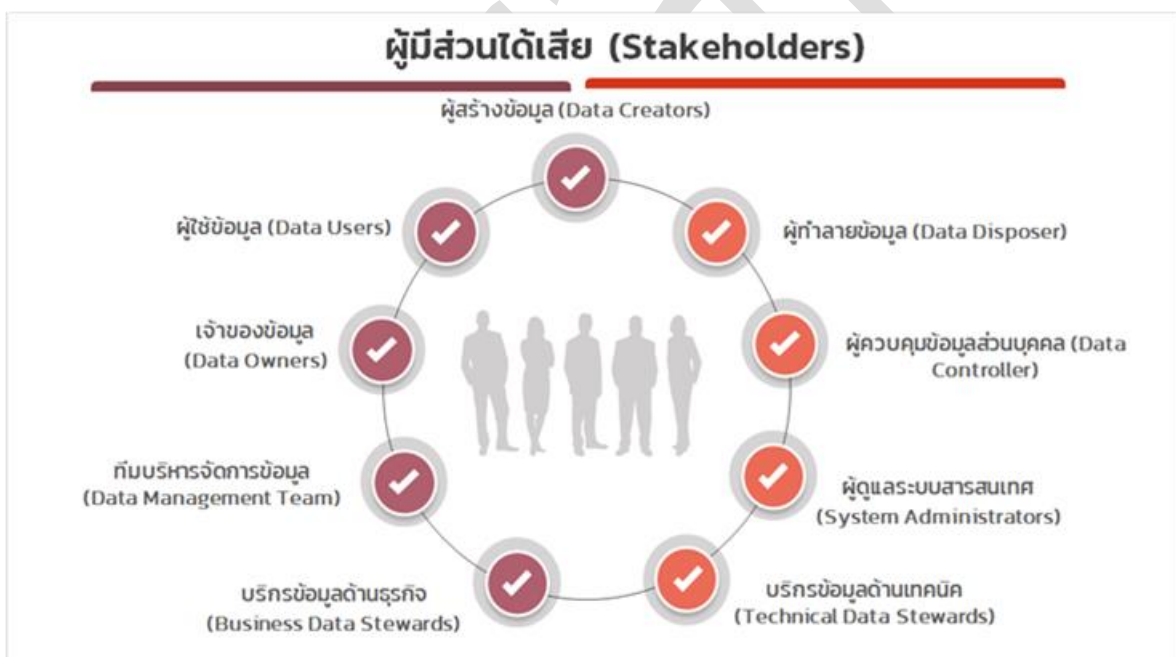 ผู้มีส่วนได้เสีย (Stakeholders)
ผู้สร้างข้อมูล (Data Creators)
ผู้ใช้ข้อมูล (Data Users)
ผู้ทำลายข้อมูล (Data Disposer)
เจ้าของข้อมูล
(Data Owners)
ผู้ควบคุมข้อมูลส่วนบุคคล (Data
Controller)
ทีมบริหารจัดการข้อมูล
(Data Management Team)
ผู้ดูแลระบบสารสนเทศ
(System Administrators)
บริกรข้อมูลด้านธุรกิจ
(Business Data Stewards)
บริกรข้อมูลด้านเทคนิค
(Technical Data Stewards)